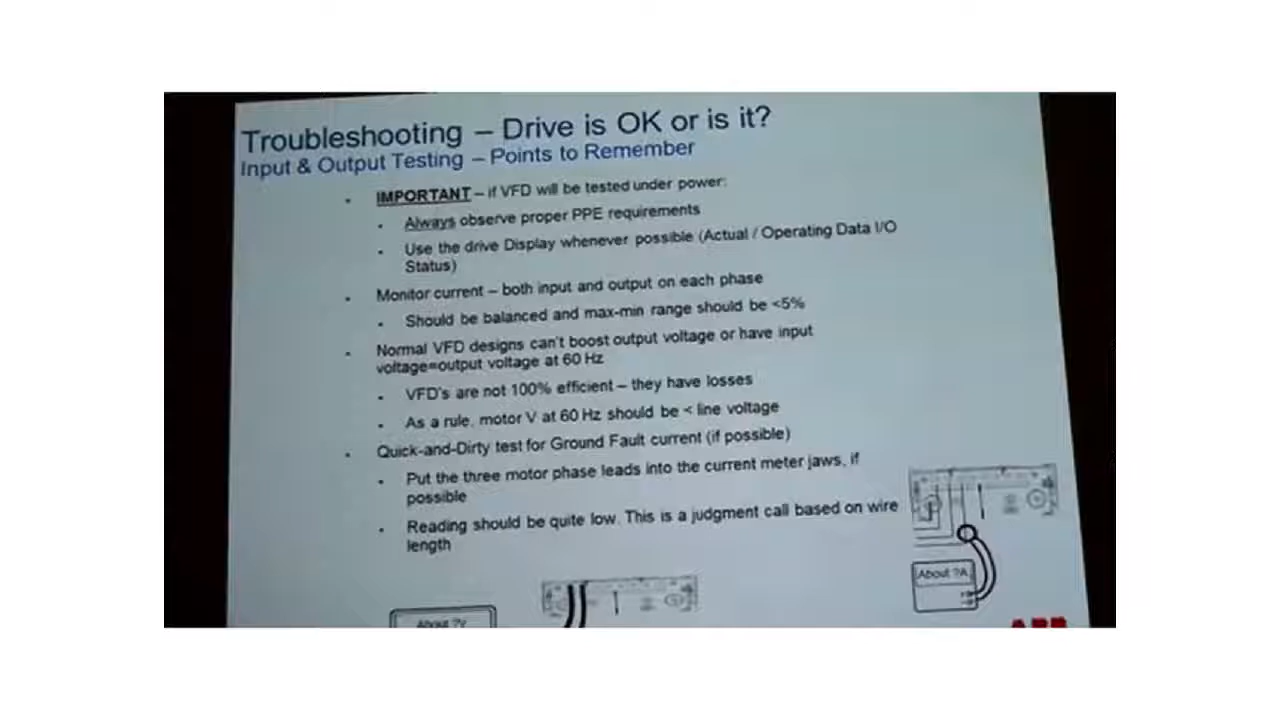 Troubleshooting – Drive is OK or is it?
Input & Output Testing – Points to Remember
IMPORTANT – if VFD will be tested under power:
Always observe proper PPE requirements
Use the drive Display whenever possible (Actual / Operating Data I/O
Status)
Monitor current – both input and output on each phase
Should be balanced and max-min range should be <5%
Normal VFD designs can't boost output voltage or have input
voltage=output voltage at 60 Hz
VFD's are not 100% efficient – they have losses
As a rule, motor V at 60 Hz should be < line voltage
Quick-and-Dirty test for Ground Fault current (if possible)
Put the three motor phase leads into the current meter jaws, if
possible
Reading should be quite low. This is a judgment call based on wire
length
About ?A
About ?V
ABB